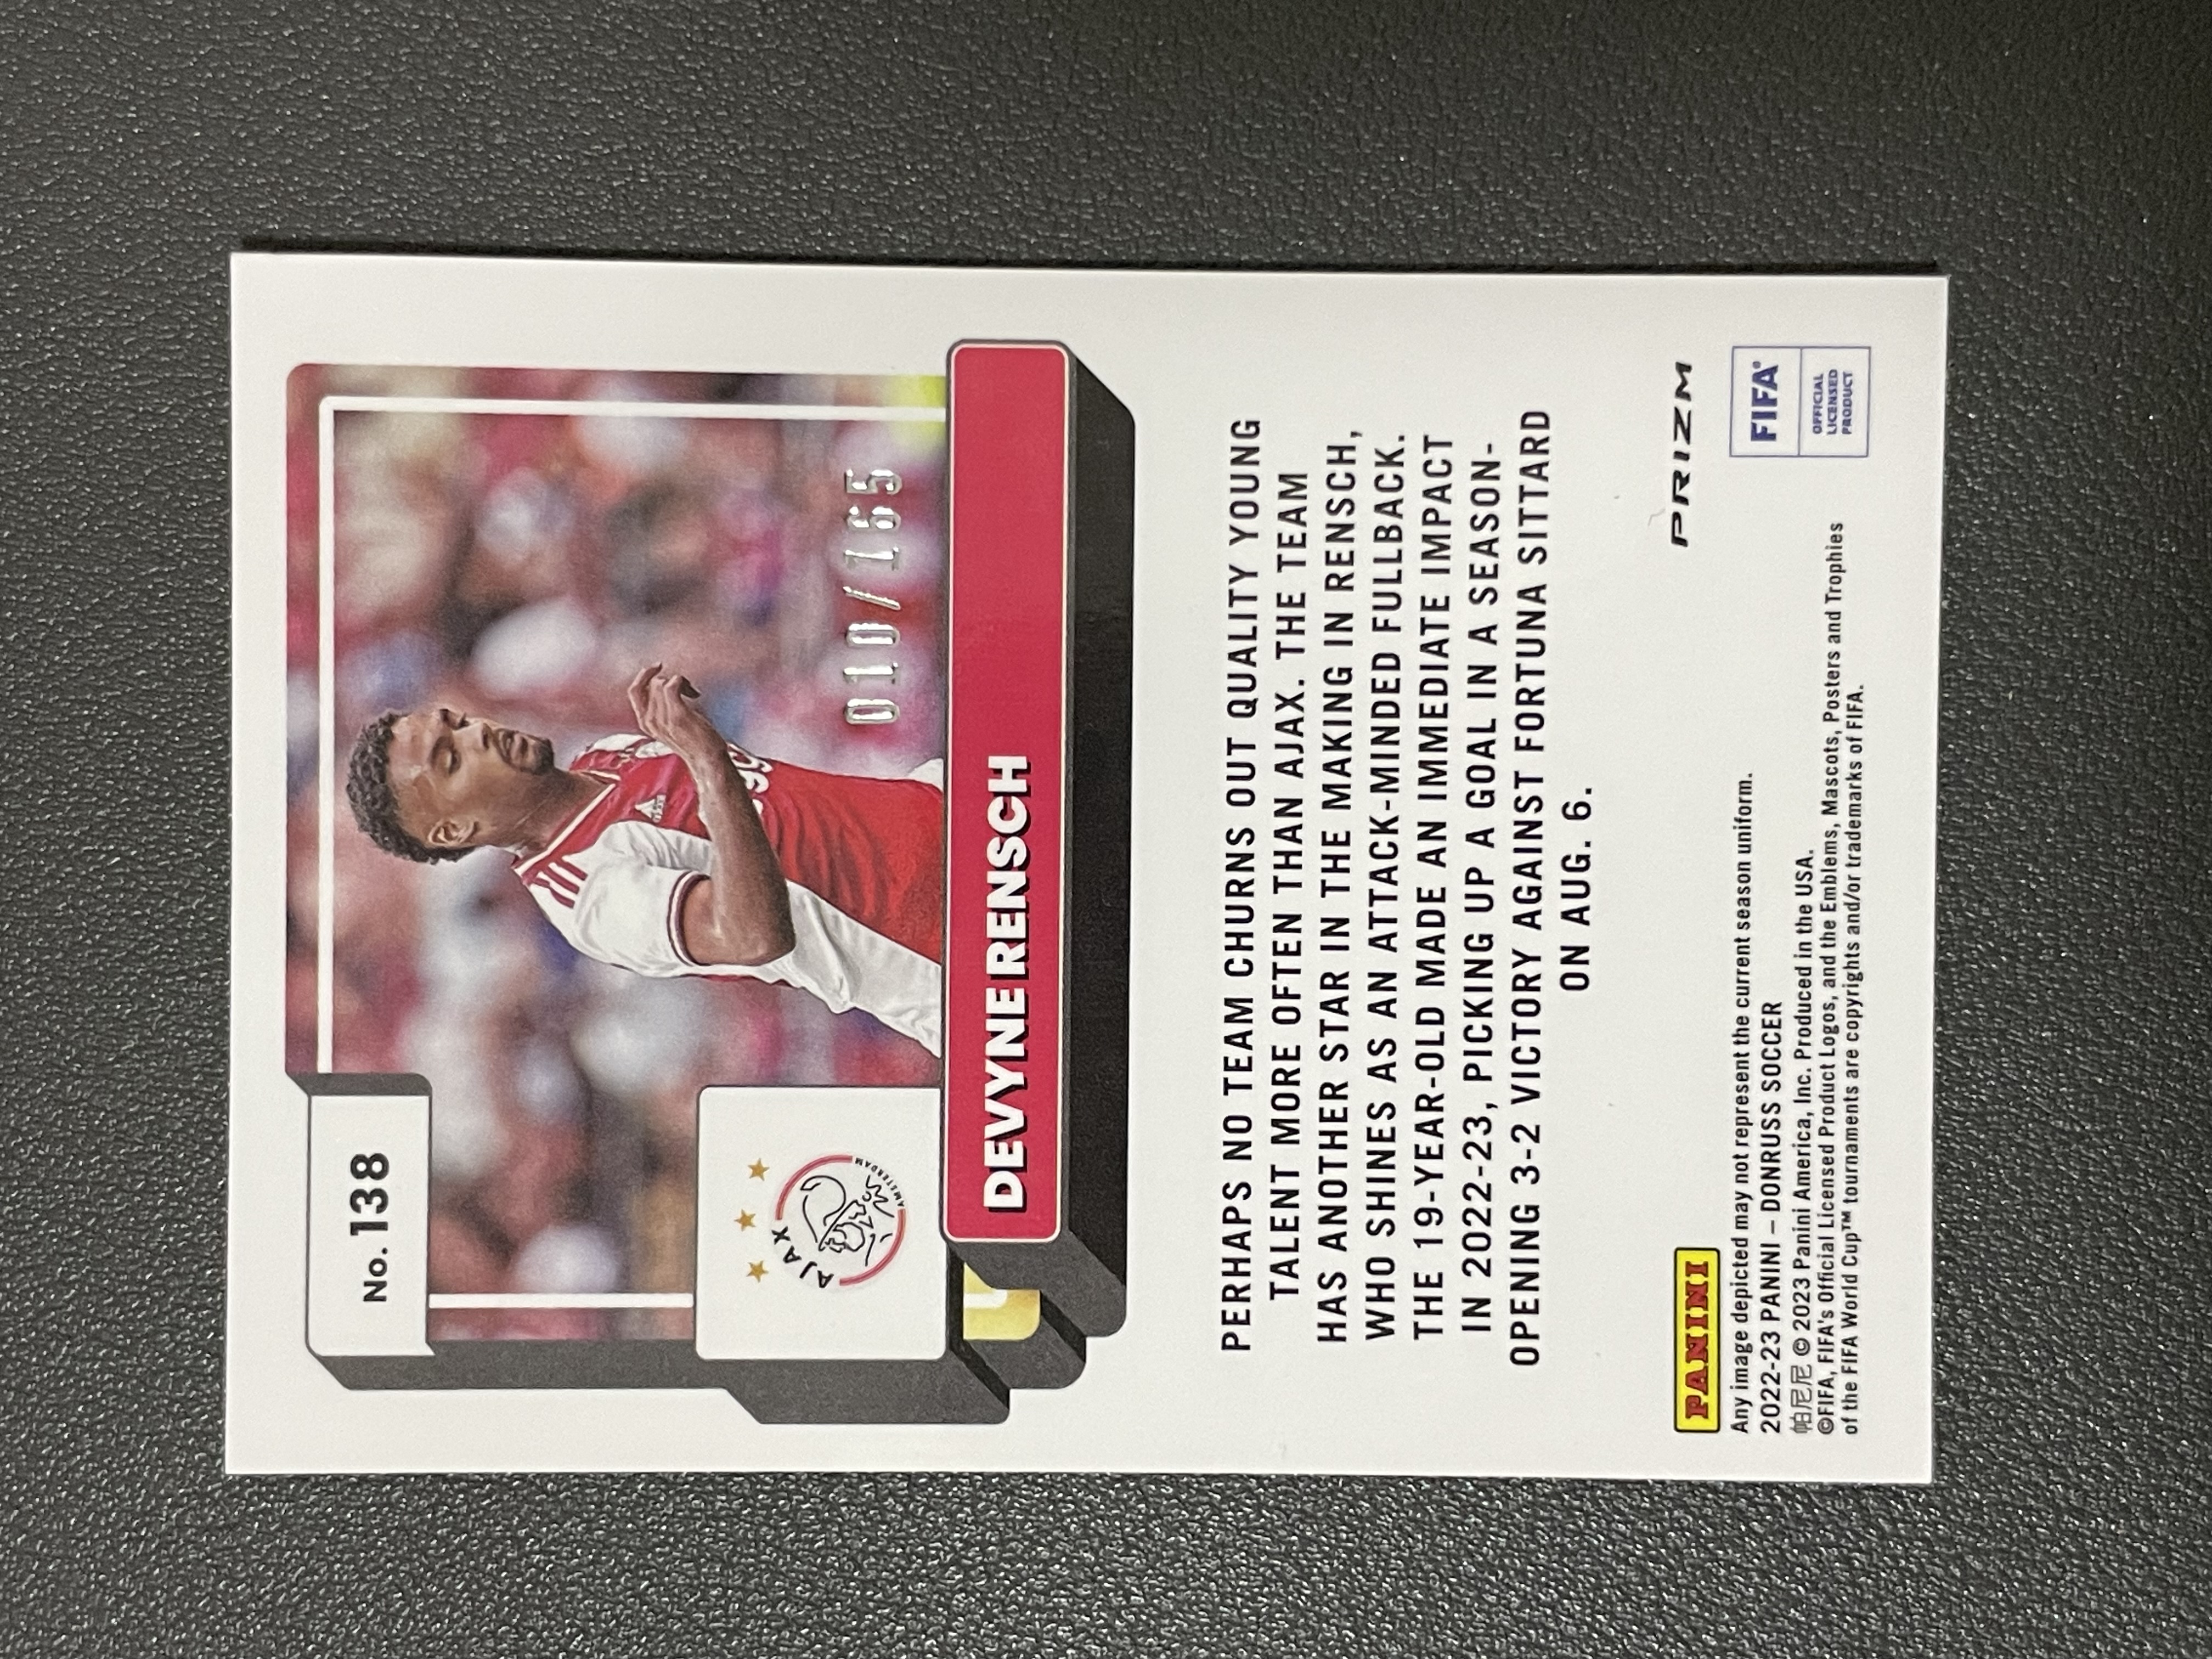 No. 138
AJAX
AMSTERDAM
010/165
DEVYNE RENSCH
PERHAPS NO TEAM CHURNS OUT QUALITY YOUNG
TALENT MORE OFTEN THAN AJAX. THE TEAM
HAS ANOTHER STAR IN THE MAKING IN RENSCH,
WHO SHINES AS AN ATTACK-MINDED FULLBACK.
THE 19-YEAR-OLD MADE AN IMMEDIATE IMPACT
IN 2022-23, PICKING UP A GOAL IN A SEASON-
OPENING 3-2 VICTORY AGAINST FORTUNA SITTARD
ON AUG. 6.
PANINI
PRIZM
Any image depicted may not represent the current season uniform.
2022-23 PANINI – DONRUSS SOCCER
帕尼尼 © 2023 Panini America, Inc. Produced in the USA.
©FIFA, FIFA's Official Licensed Product Logos, and the Emblems, Mascots, Posters and Trophies
of the FIFA World Cup™ tournaments are copyrights and/or trademarks of FIFA.
FIFA®
OFFICIAL
LICENSED
PRODUCT